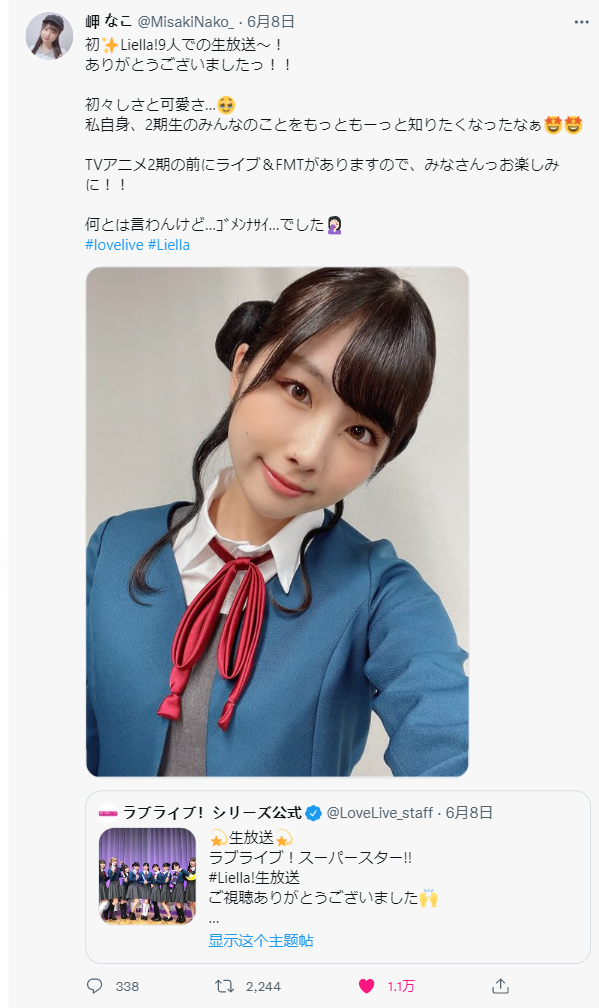 岬 なこ @MisakiNako_ · 6月8日
初✨Liella!9人での生放送〜！
ありがとうございましたっ！！
初々しさと可愛さ...🥹
私自身、2期生のみんなのことをもっともーっと知りたくなったなぁ🤩🤩
TVアニメ2期の前にライブ＆FMTがありますので、みなさんっお楽しみ
に！！
何とは言わんけど...ｺﾞﾒﾝﾅｻｲ...でした🤦🏻‍♀️
#lovelive #Liella
ラブライブ！シリーズ公式 @LoveLive_staff · 6月8日
💫生放送💫
ラブライブ！スーパースター!!
#Liella!生放送
ご視聴ありがとうございました🙌
...
显示这个主题帖
338 2,244 1.1万